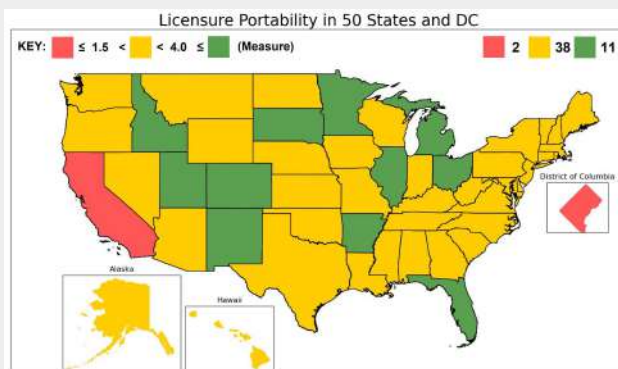 Licensure Portability in 50 States and DC
KEY: ≤ 1.5 < < 4.0 ≤ (Measure) 2 38 11
District of Columbia
Alaska
Hawaii